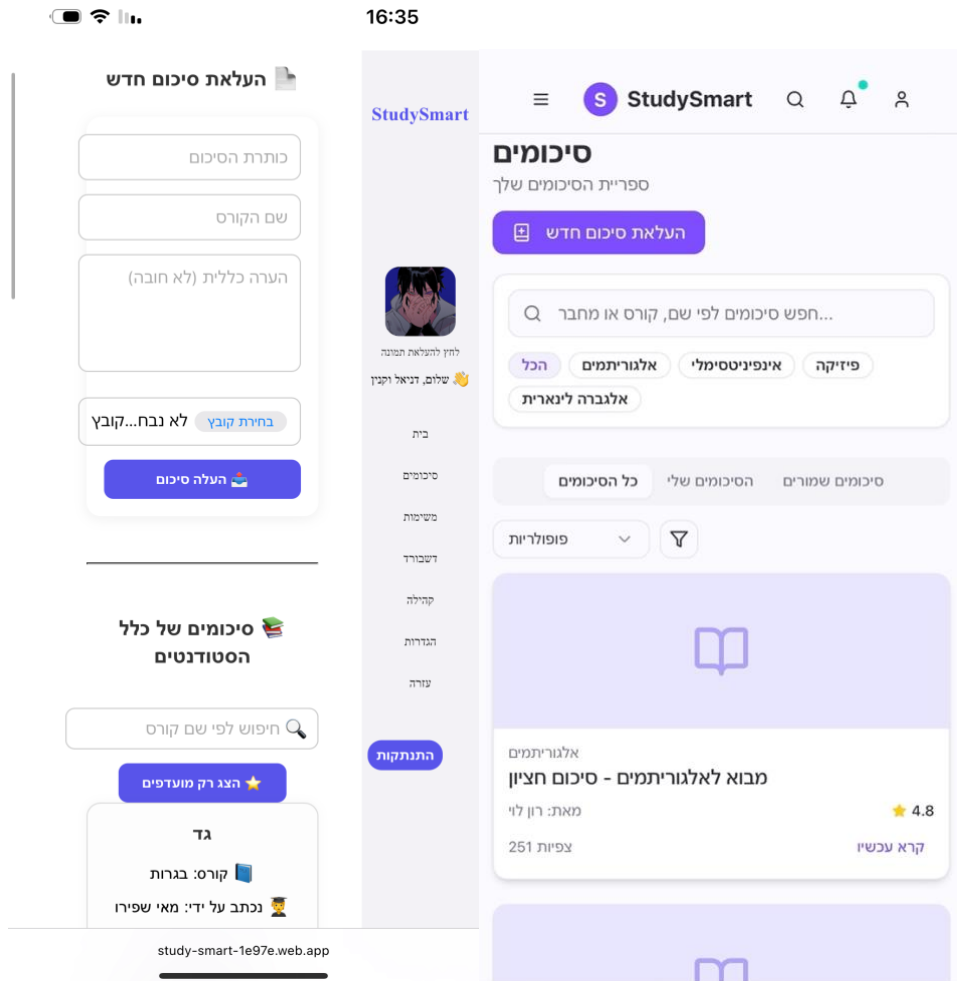 16:35
העלאת סיכום חדש
כותרת הסיכום
שם הקורס
הערה כללית (לא חובה)
בחירת קובץ
לא נבח...קובץ
העלה סיכום
סיכומים של כלל
הסטודנטים
חיפוש לפי שם קורס
הצג רק מועדפים
גד
קורס: בגרות
נכתב על ידי: מאי שפירו
study-smart-1e97e.web.app
StudySmart
לחץ להעלאת תמונה
שלום, דניאל וקנין
בית
סיכומים
משימות
דשבורד
קהילה
הגדרות
עזרה
התנתקות
S StudySmart
סיכומים
ספריית הסיכומים שלך
העלאת סיכום חדש
חפש סיכומים לפי שם, קורס או מחבר...
הכל
אלגוריתמים
אינפיניטסימלי
פיזיקה
אלגברה לינארית
כל הסיכומים
הסיכומים שלי
סיכומים שמורים
פופולריות
אלגוריתמים
מבוא לאלגוריתמים - סיכום חציון
מאת: רון לוי
4.8
251 צפיות
קרא עכשיו